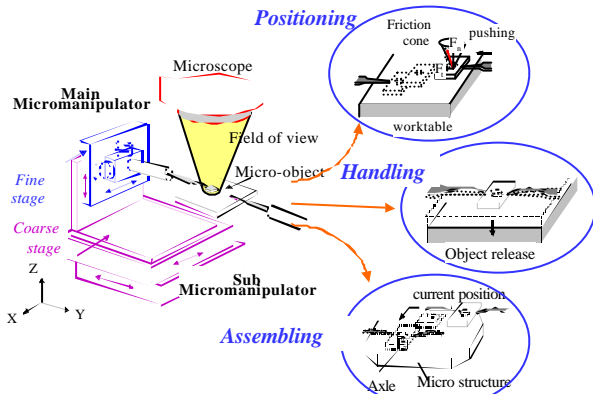 Positioning
Friction
cone
F n
pushing
F t
worktable
Microscope
Main
Micromanipulator
Field of view
Micro-object
Fine
stage
Coarse
stage
Handling
Object release
Z
X
Y
Sub
Micromanipulator
Assembling
current position
Axle
Micro structure